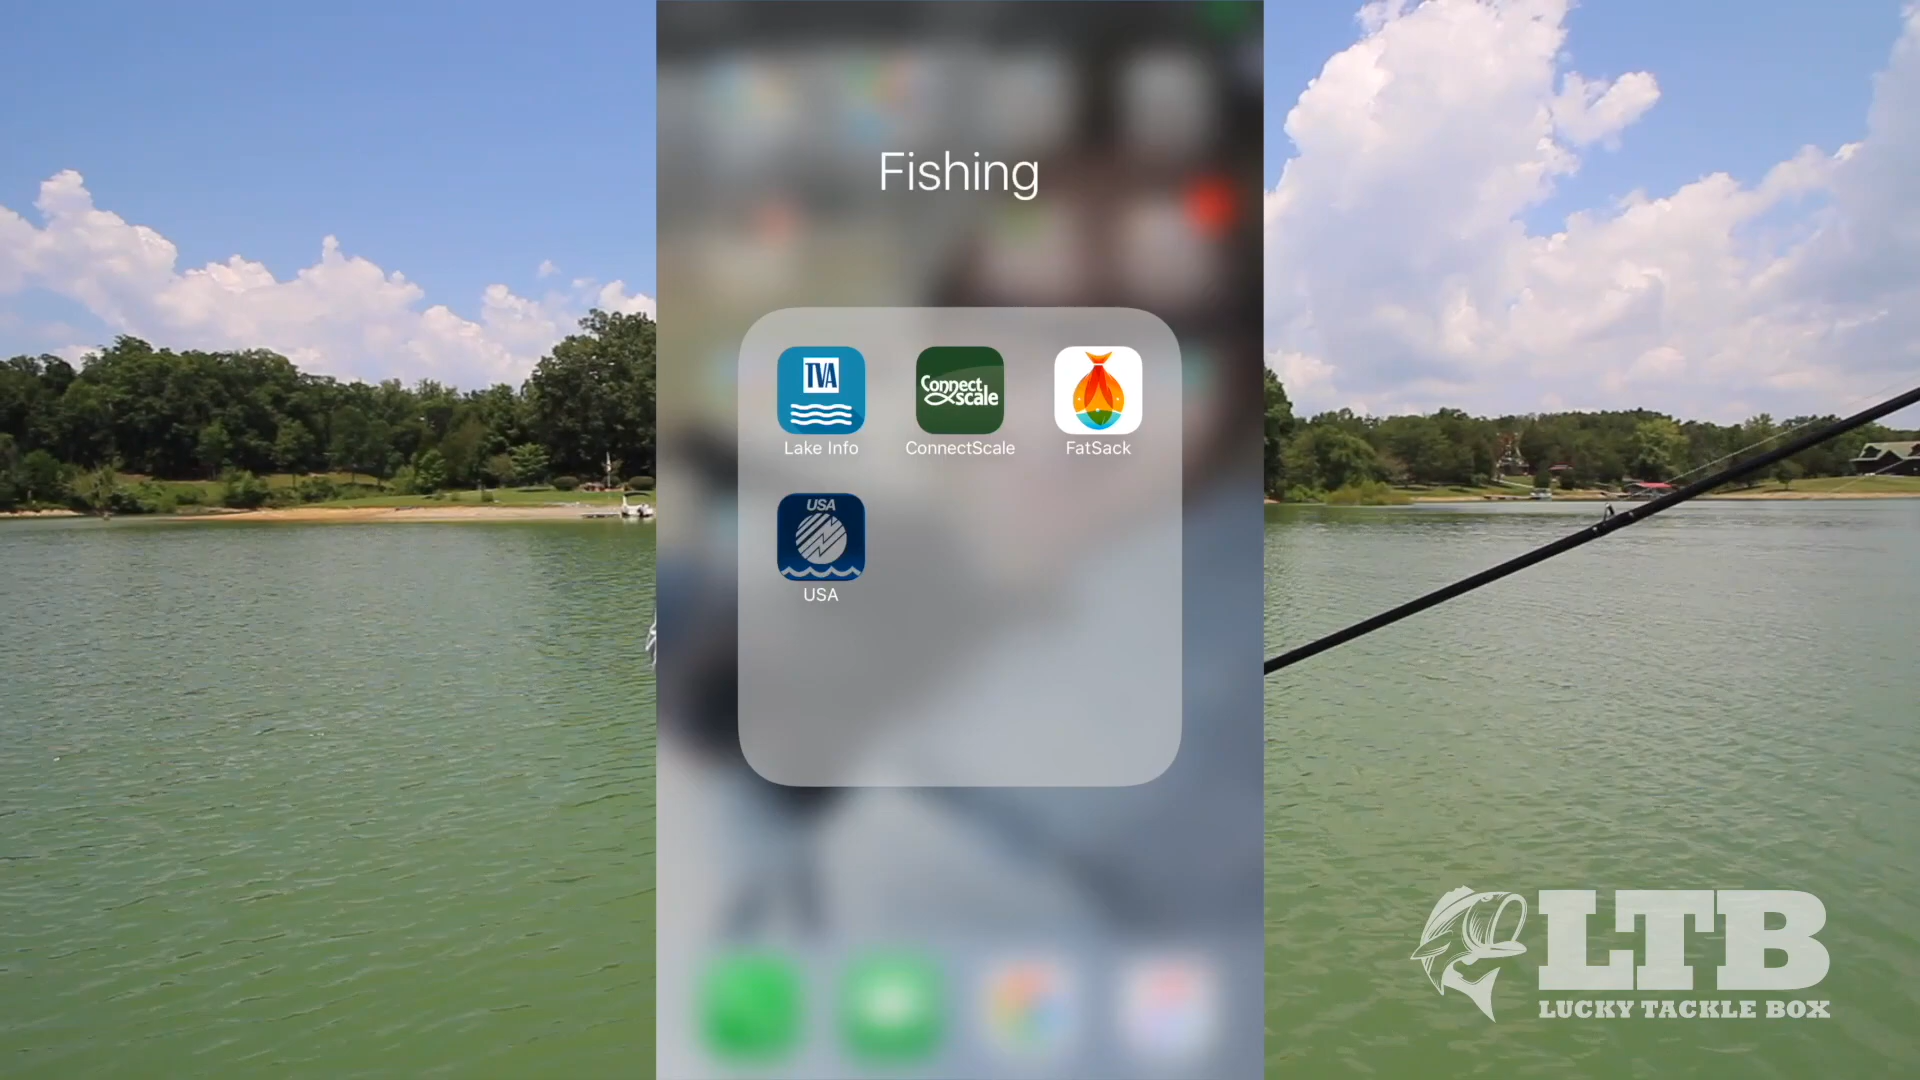 Fishing
TVA
Connect
scale
Lake Info
ConnectScale
FatSack
USA
USA
LTB
LUCKY TACKLE BOX